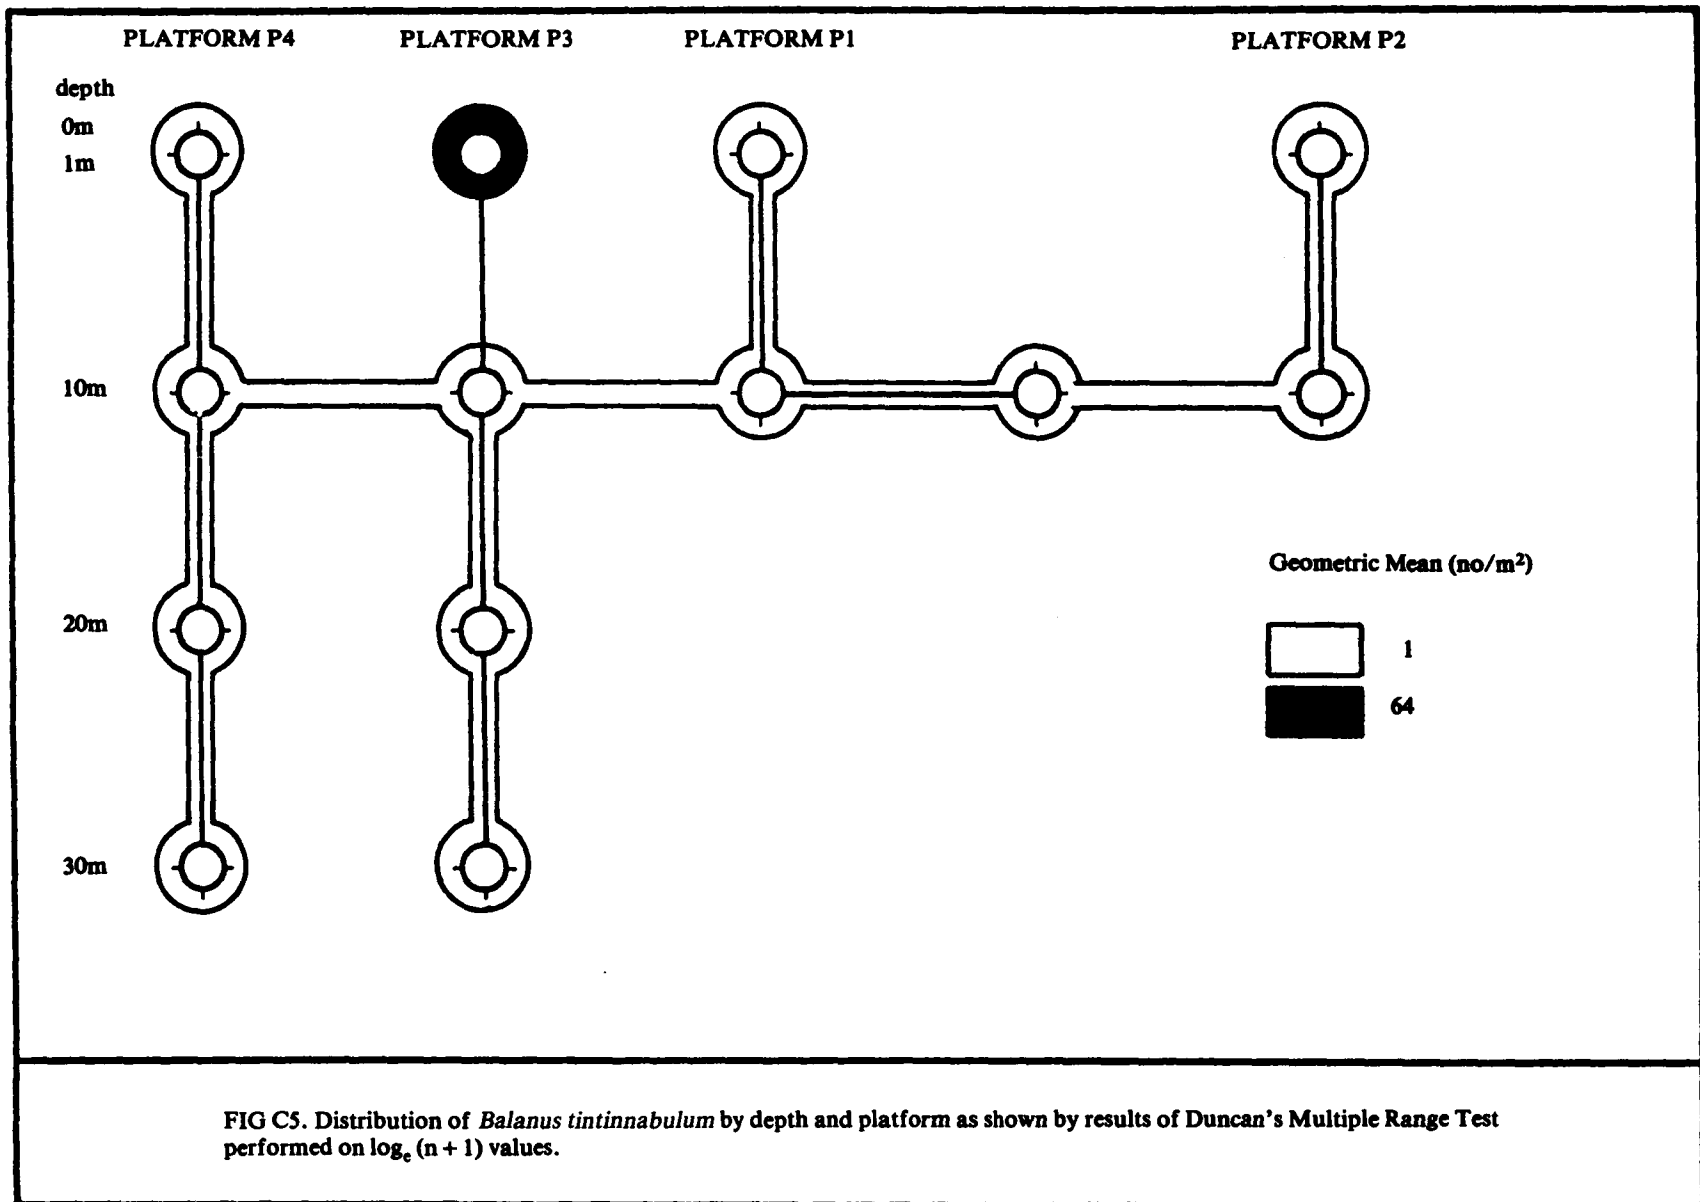 PLATFORM P4 PLATFORM P3 PLATFORM P1 PLATFORM P2
depth
0m
1m
10m
20m
30m
Geometric Mean (no/m²)
1
64
FIG C5. Distribution of Balanus tintinnabulum by depth and platform as shown by results of Duncan's Multiple Range Test
performed on logₑ (n + 1) values.